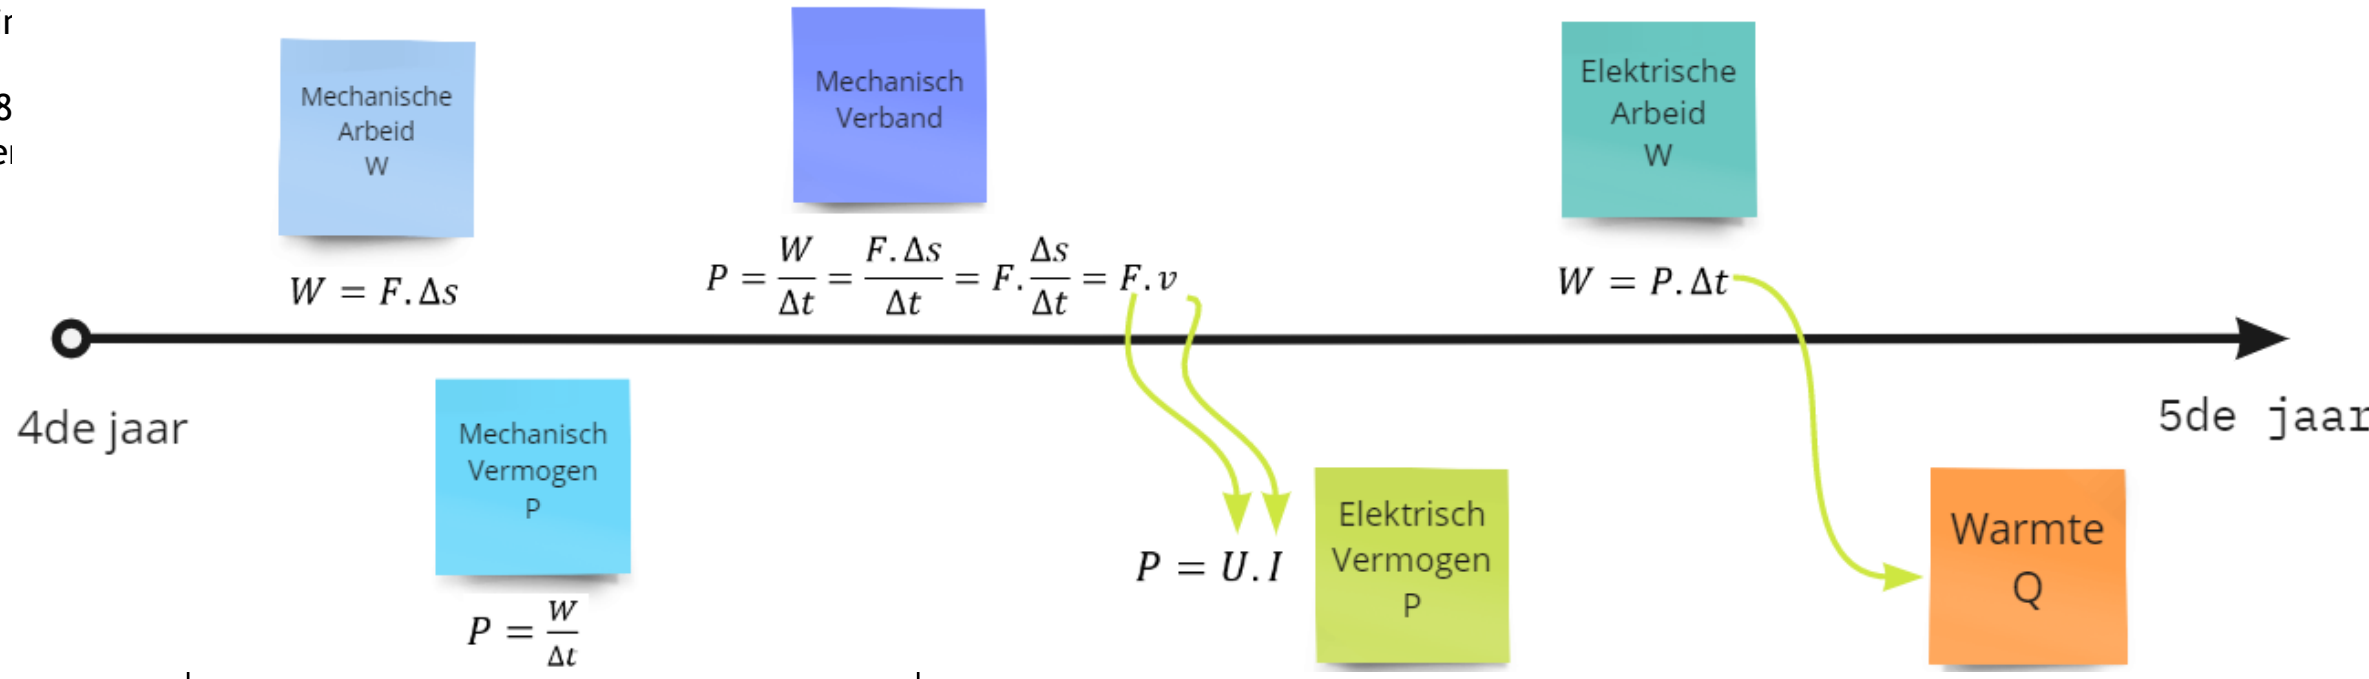 Mechanische
Arbeid
W
W = F.Δs
Mechanisch
Verband
P = W/Δt = F.Δs/Δt = F.Δs/Δt = F.v
Elektrische
Arbeid
W
W = P.Δt
4de jaar
5de jaar
Mechanisch
Vermogen
P
P = W/Δt
P = U.I
Elektrisch
Vermogen
P
Warmte
Q